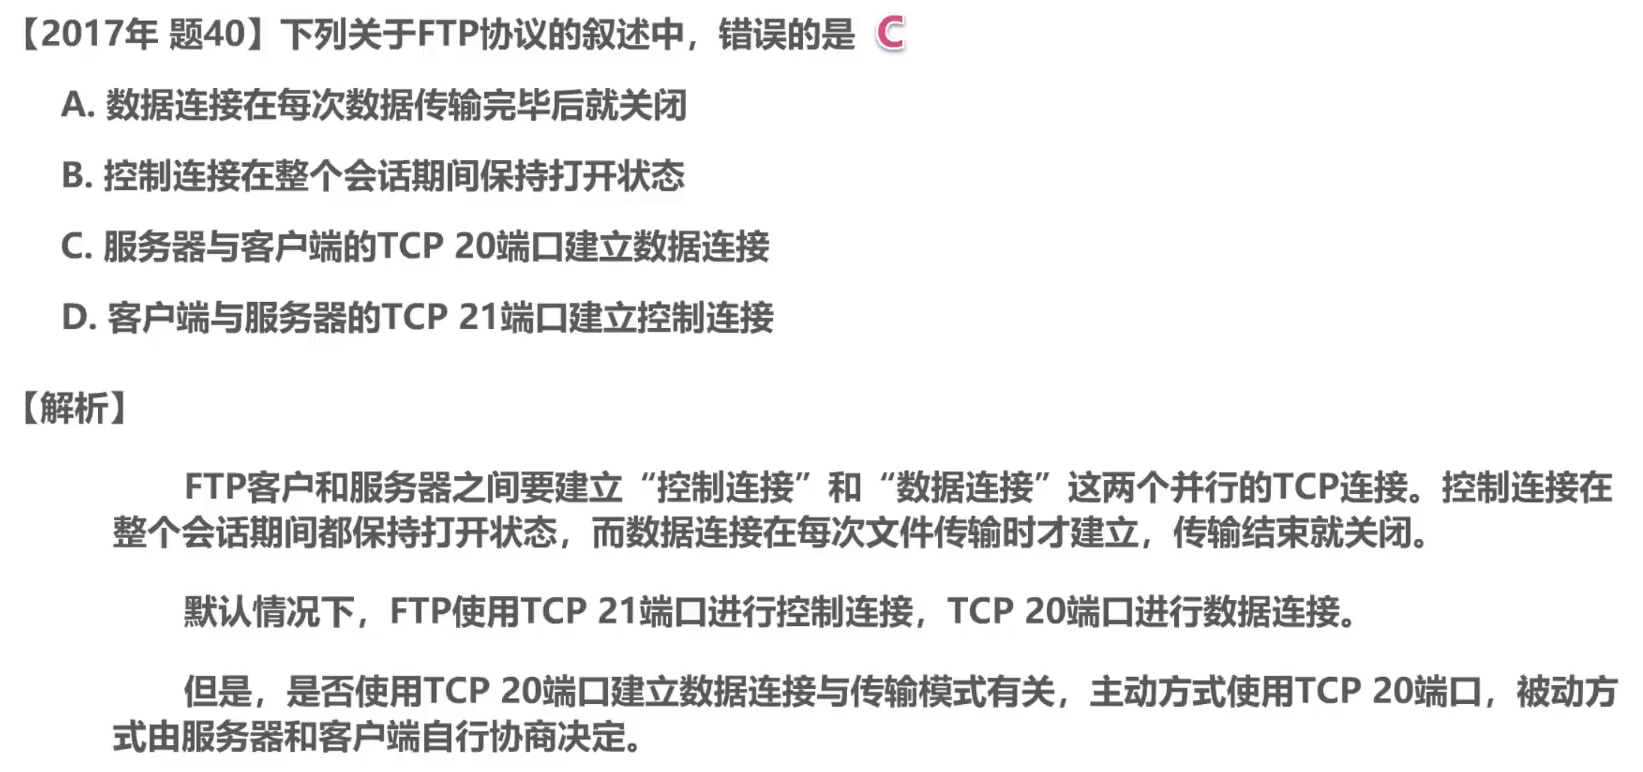 【2017年 题40】下列关于FTP协议的叙述中，错误的是 C
A. 数据连接在每次数据传输完毕后就关闭
B. 控制连接在整个会话期间保持打开状态
C. 服务器与客户端的TCP 20端口建立数据连接
D. 客户端与服务器的TCP 21端口建立控制连接
【解析】
FTP客户和服务器之间要建立“控制连接”和“数据连接”这两个并行的TCP连接。控制连接在
整个会话期间都保持打开状态，而数据连接在每次文件传输时才建立，传输结束就关闭。
默认情况下，FTP使用TCP 21端口进行控制连接，TCP 20端口进行数据连接。
但是，是否使用TCP 20端口建立数据连接与传输模式有关，主动方式使用TCP 20端口，被动方
式由服务器和客户端自行协商决定。